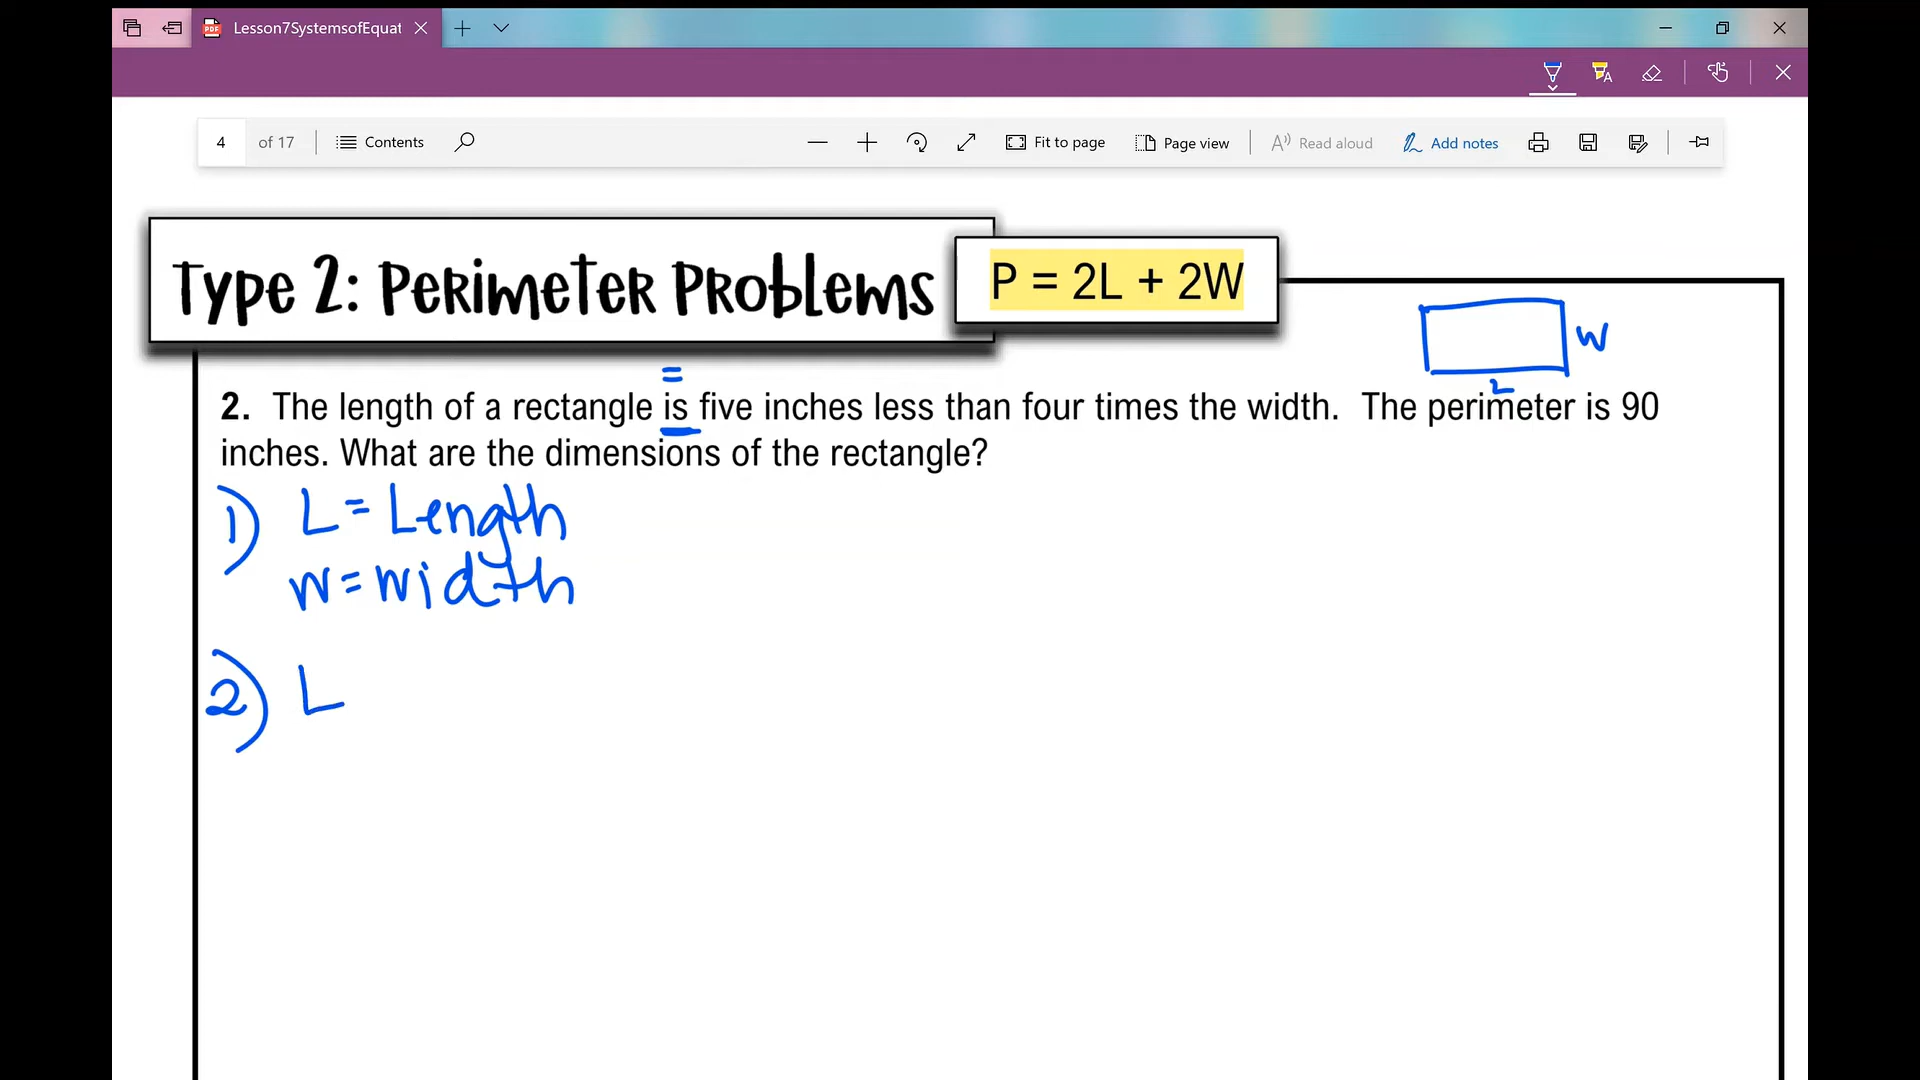 Lesson7SystemsofEquat
4 of 17 Contents Fit to page Page view Read aloud Add notes
Type 2: Perimeter Problems
P = 2L + 2W
W
L
=
2. The length of a rectangle is five inches less than four times the width. The perimeter is 90
inches. What are the dimensions of the rectangle?
1) L = Length
W = Width
2) L